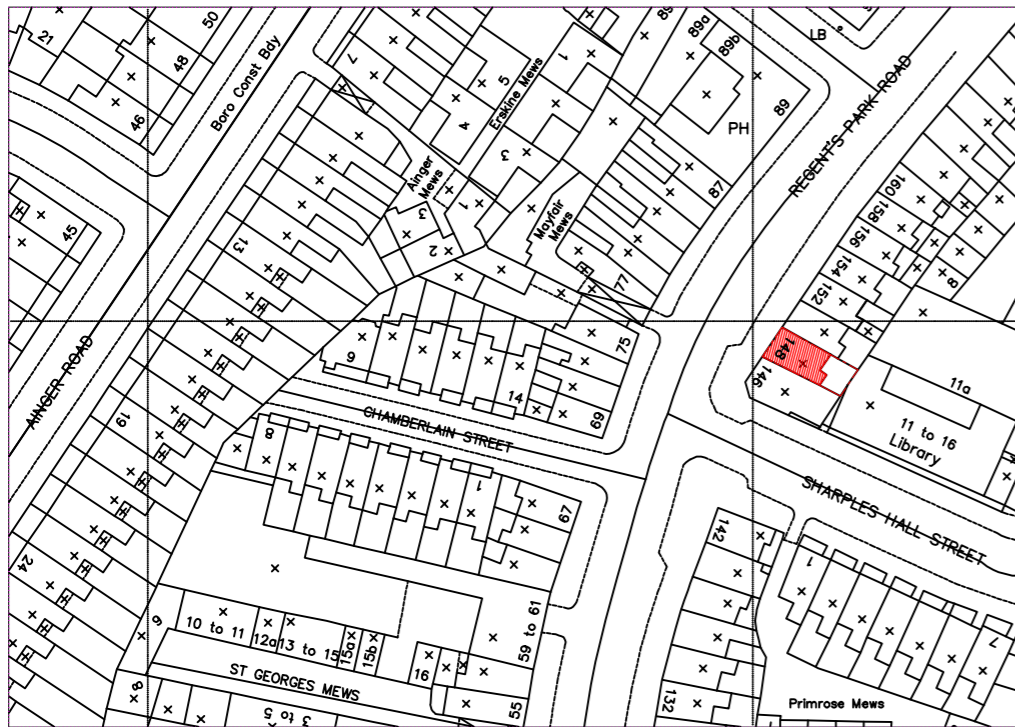 21
50
48
46
Boro Const Bdy
7
5
4
Erskine Mews
1
3
89
89a
89b
LB
89
PH
87
REGENT'S PARK ROAD
45
13
Ainger
Mews
1
3
2
Mayfair
Mews
77
160
158
156
154
152
8
148
146
11a
11 to 16
Library
AINGER ROAD
19
24
9
14
75
69
CHAMBERLAIN STREET
8
1
67
SHARPLES HALL STREET
142
1
7
132
Primrose Mews
10 to 11
12a
13 to 15
15a
15b
16
59 to 61
55
ST GEORGES MEWS
8
3 to 5